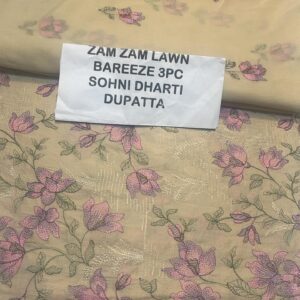 ZAM ZAM LAWN
BAREEZE 3PC
SOHNI DHARTI
DUPATTA